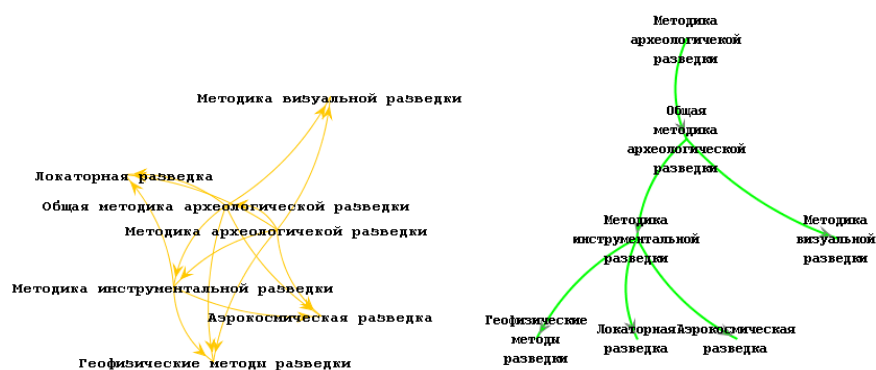 Методика визуальной разведки
Локаторная разведка
Общая методика археологической разведки
Методика археологичекой разведки
Методика инструментальной разведки
Аэрокосмическая разведка
Геофизические методы разведки
Методика
археологичекой
разведки
Общая
методика
археологической
разведки
Методика
инструментальной
разведки
Методика
визуальной
разведки
Геофизические
методы
разведки
Локаторная
разведка
Аэрокосмическая
разведка